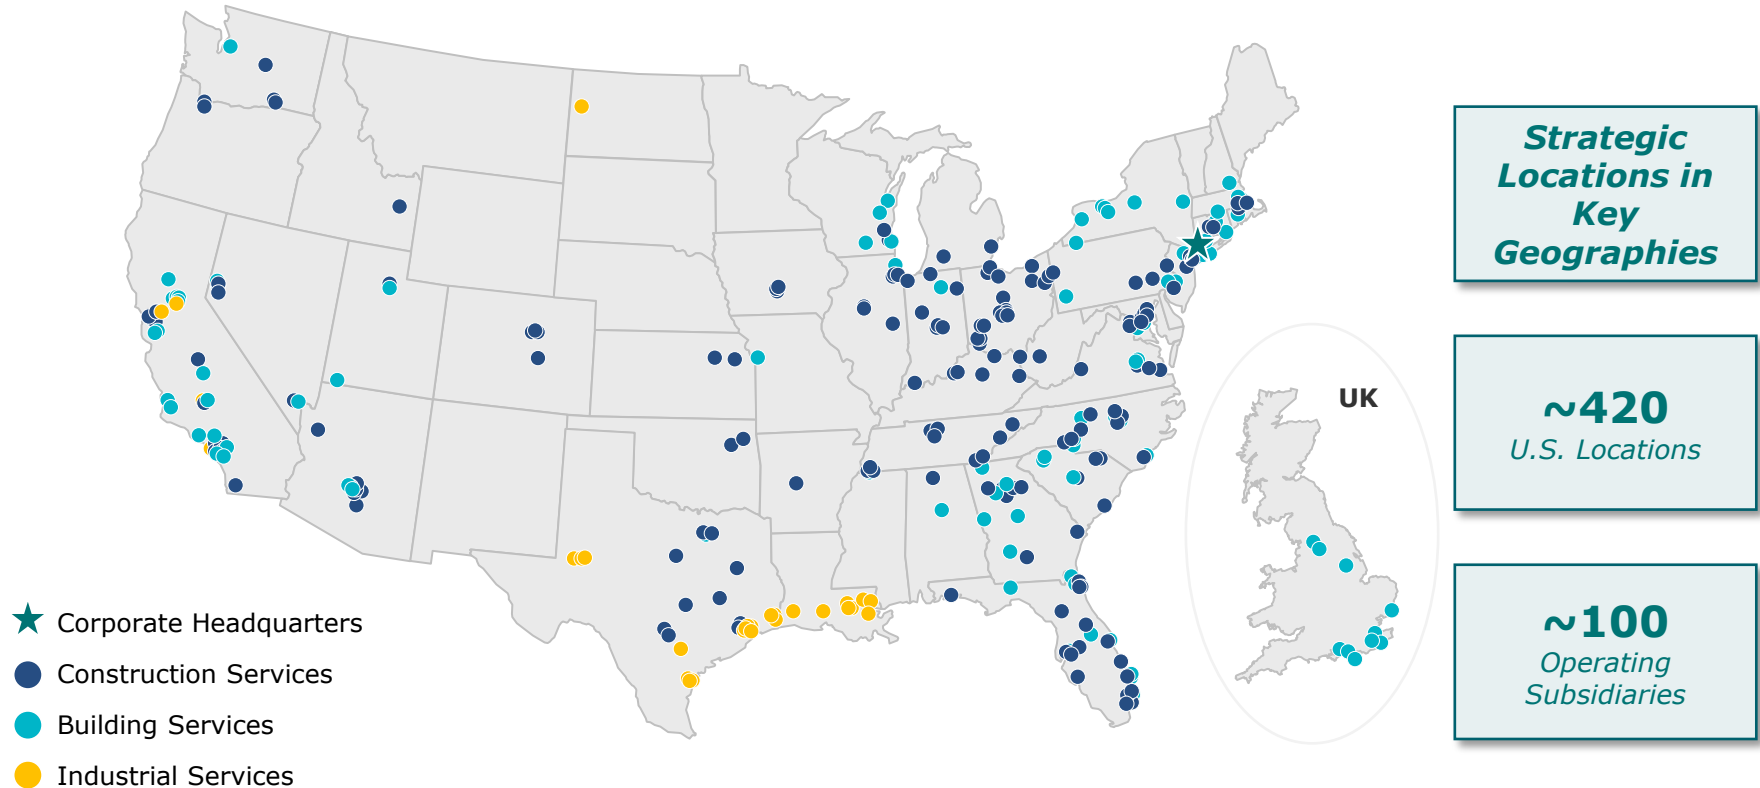 UK
Corporate Headquarters
Construction Services
Building Services
Industrial Services
Strategic
Locations in
Key
Geographies
~420
U.S. Locations
~100
Operating
Subsidiaries